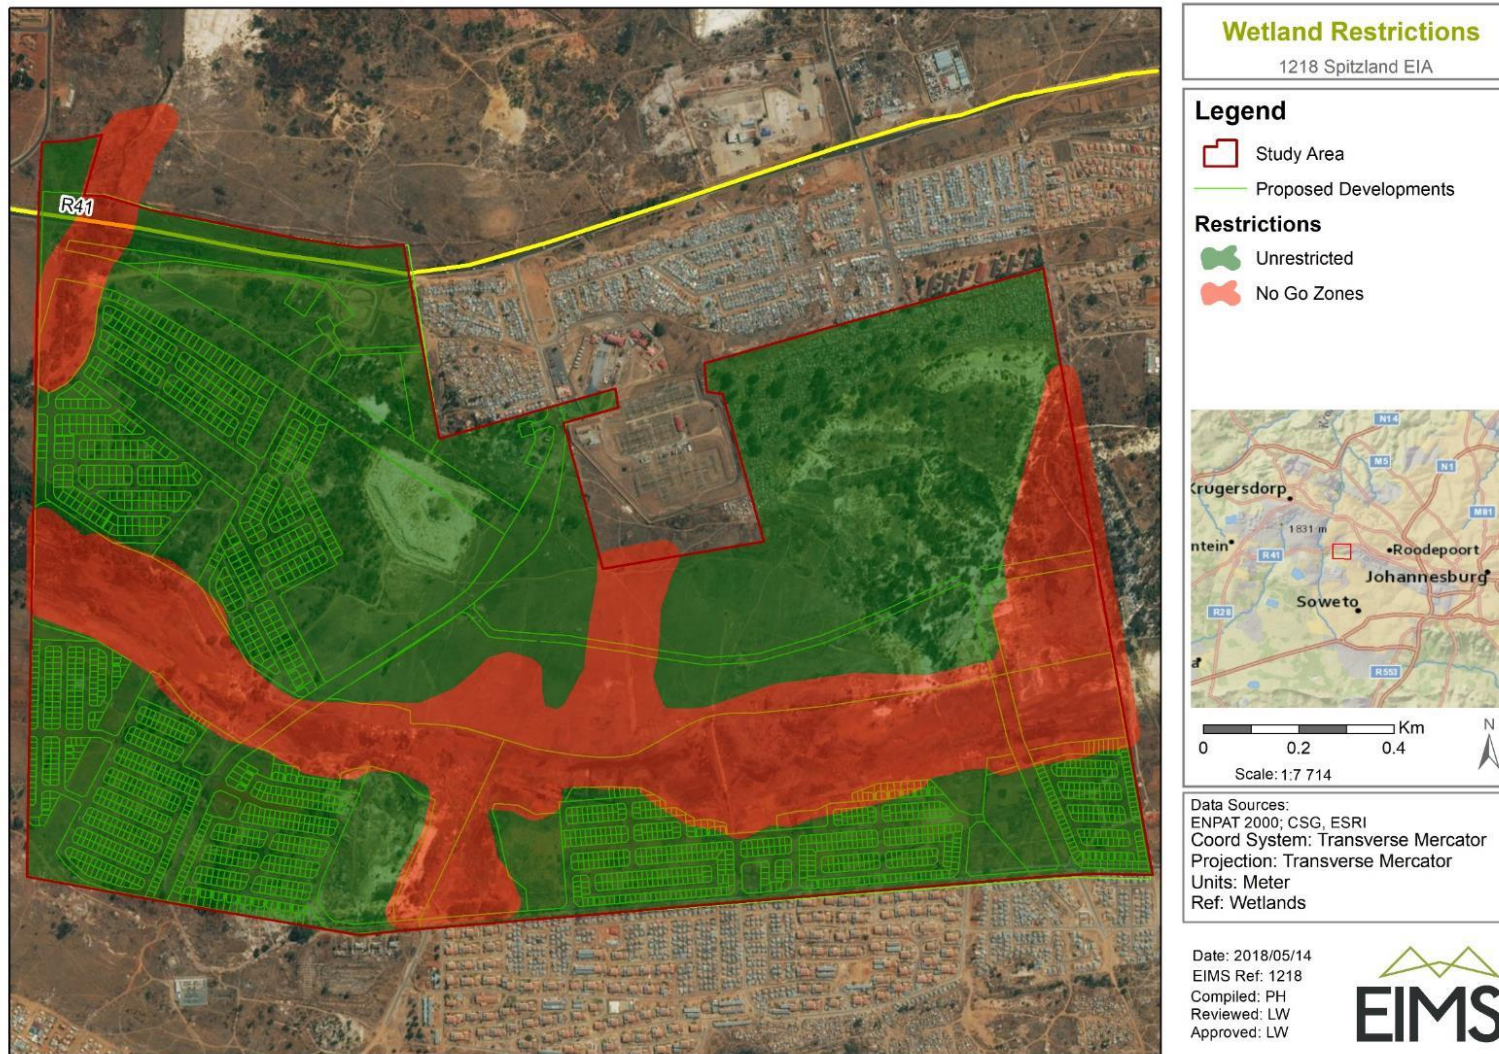 Wetland Restrictions
1218 Spitzland EIA
Legend
Study Area
Proposed Developments
Restrictions
Unrestricted
No Go Zones
R41
N14
M5
N1
Krugersdorp
M81
1831 m
ntein
R41
Roodepoort
Johannesburg
Soweto
R28
R553
Km
0 0.2 0.4
N
Scale: 1:7 714
Data Sources:
ENPAT 2000; CSG, ESRI
Coord System: Transverse Mercator
Projection: Transverse Mercator
Units: Meter
Ref: Wetlands
Date: 2018/05/14
EIMS Ref: 1218
Compiled: PH
Reviewed: LW
Approved: LW
EIMS